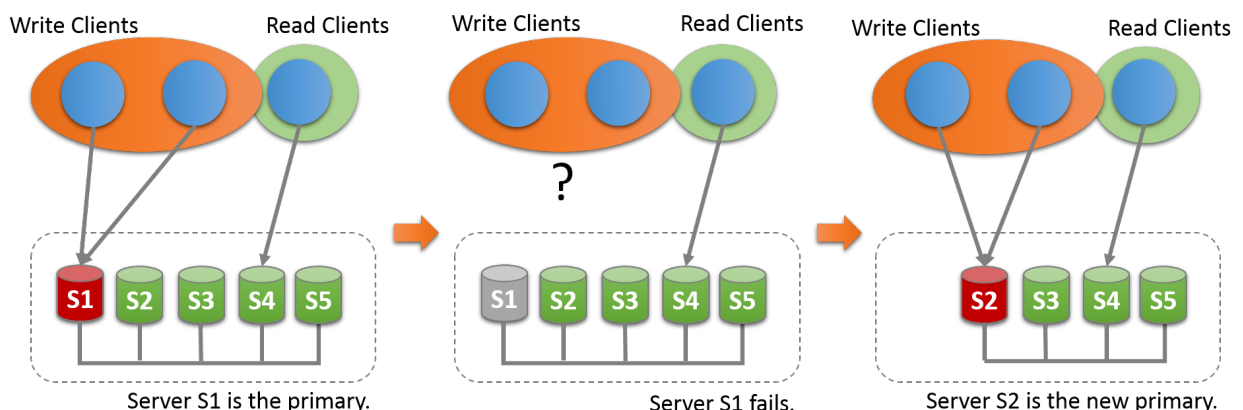 Write Clients
Read Clients
S1
S2
S3
S4
S5
Server S1 is the primary.
Write Clients
Read Clients
?
S1
S2
S3
S4
S5
Server S1 fails.
Write Clients
Read Clients
S2
S3
S4
S5
Server S2 is the new primary.